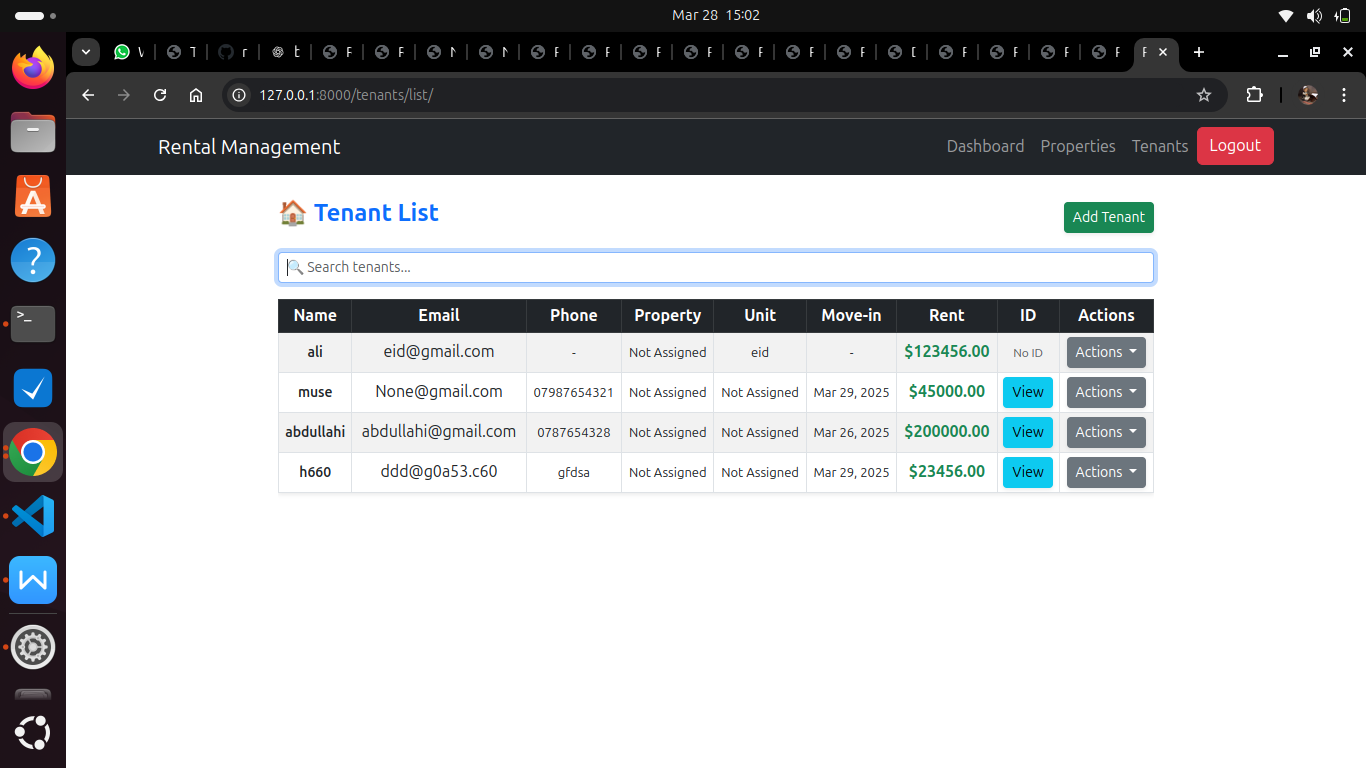 Mar 28 15:02
127.0.0.1:8000/tenants/list/
Rental Management
Dashboard Properties Tenants Logout
🏠 Tenant List
Add Tenant
🔍 Search tenants...
Name Email Phone Property Unit Move-in Rent ID Actions
ali eid@gmail.com - Not Assigned eid - $123456.00 No ID Actions
muse None@gmail.com 07987654321 Not Assigned Not Assigned Mar 29, 2025 $45000.00 View Actions
abdullahi abdullahi@gmail.com 0787654328 Not Assigned Not Assigned Mar 26, 2025 $200000.00 View Actions
h660 ddd@g0a53.c60 gfdsa Not Assigned Not Assigned Mar 29, 2025 $23456.00 View Actions